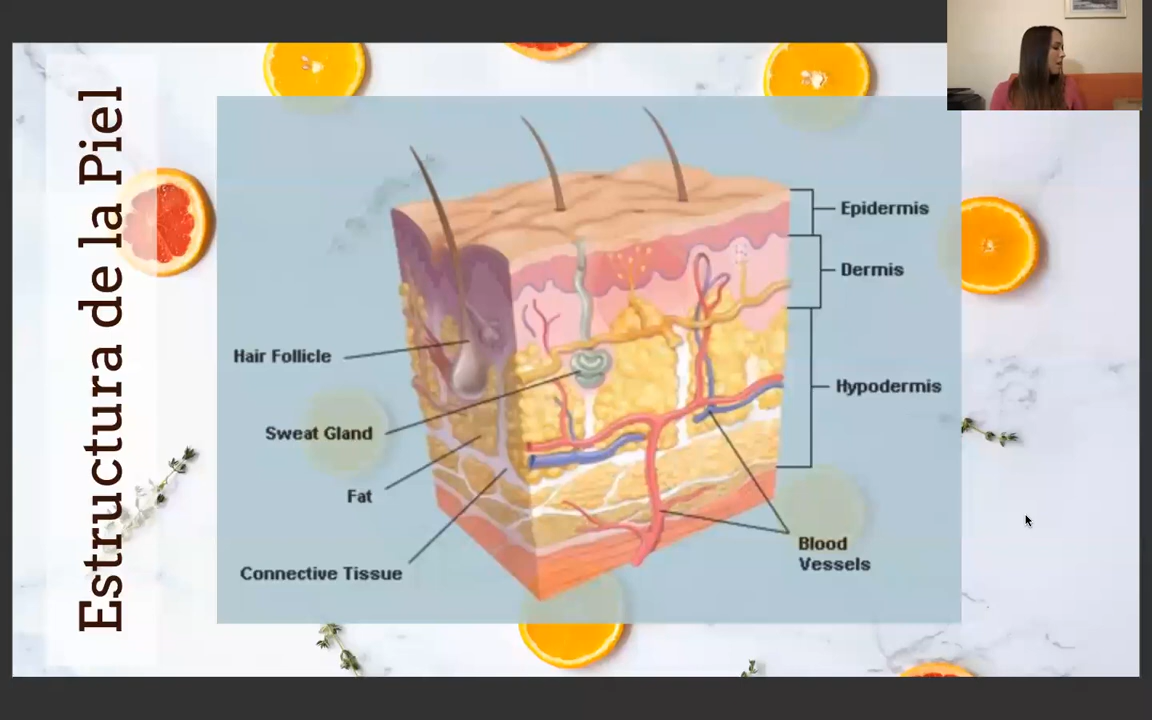 Estructura de la Piel
Epidermis
Dermis
Hair Follicle
Hypodermis
Sweat Gland
Fat
Blood
Vessels
Connective Tissue